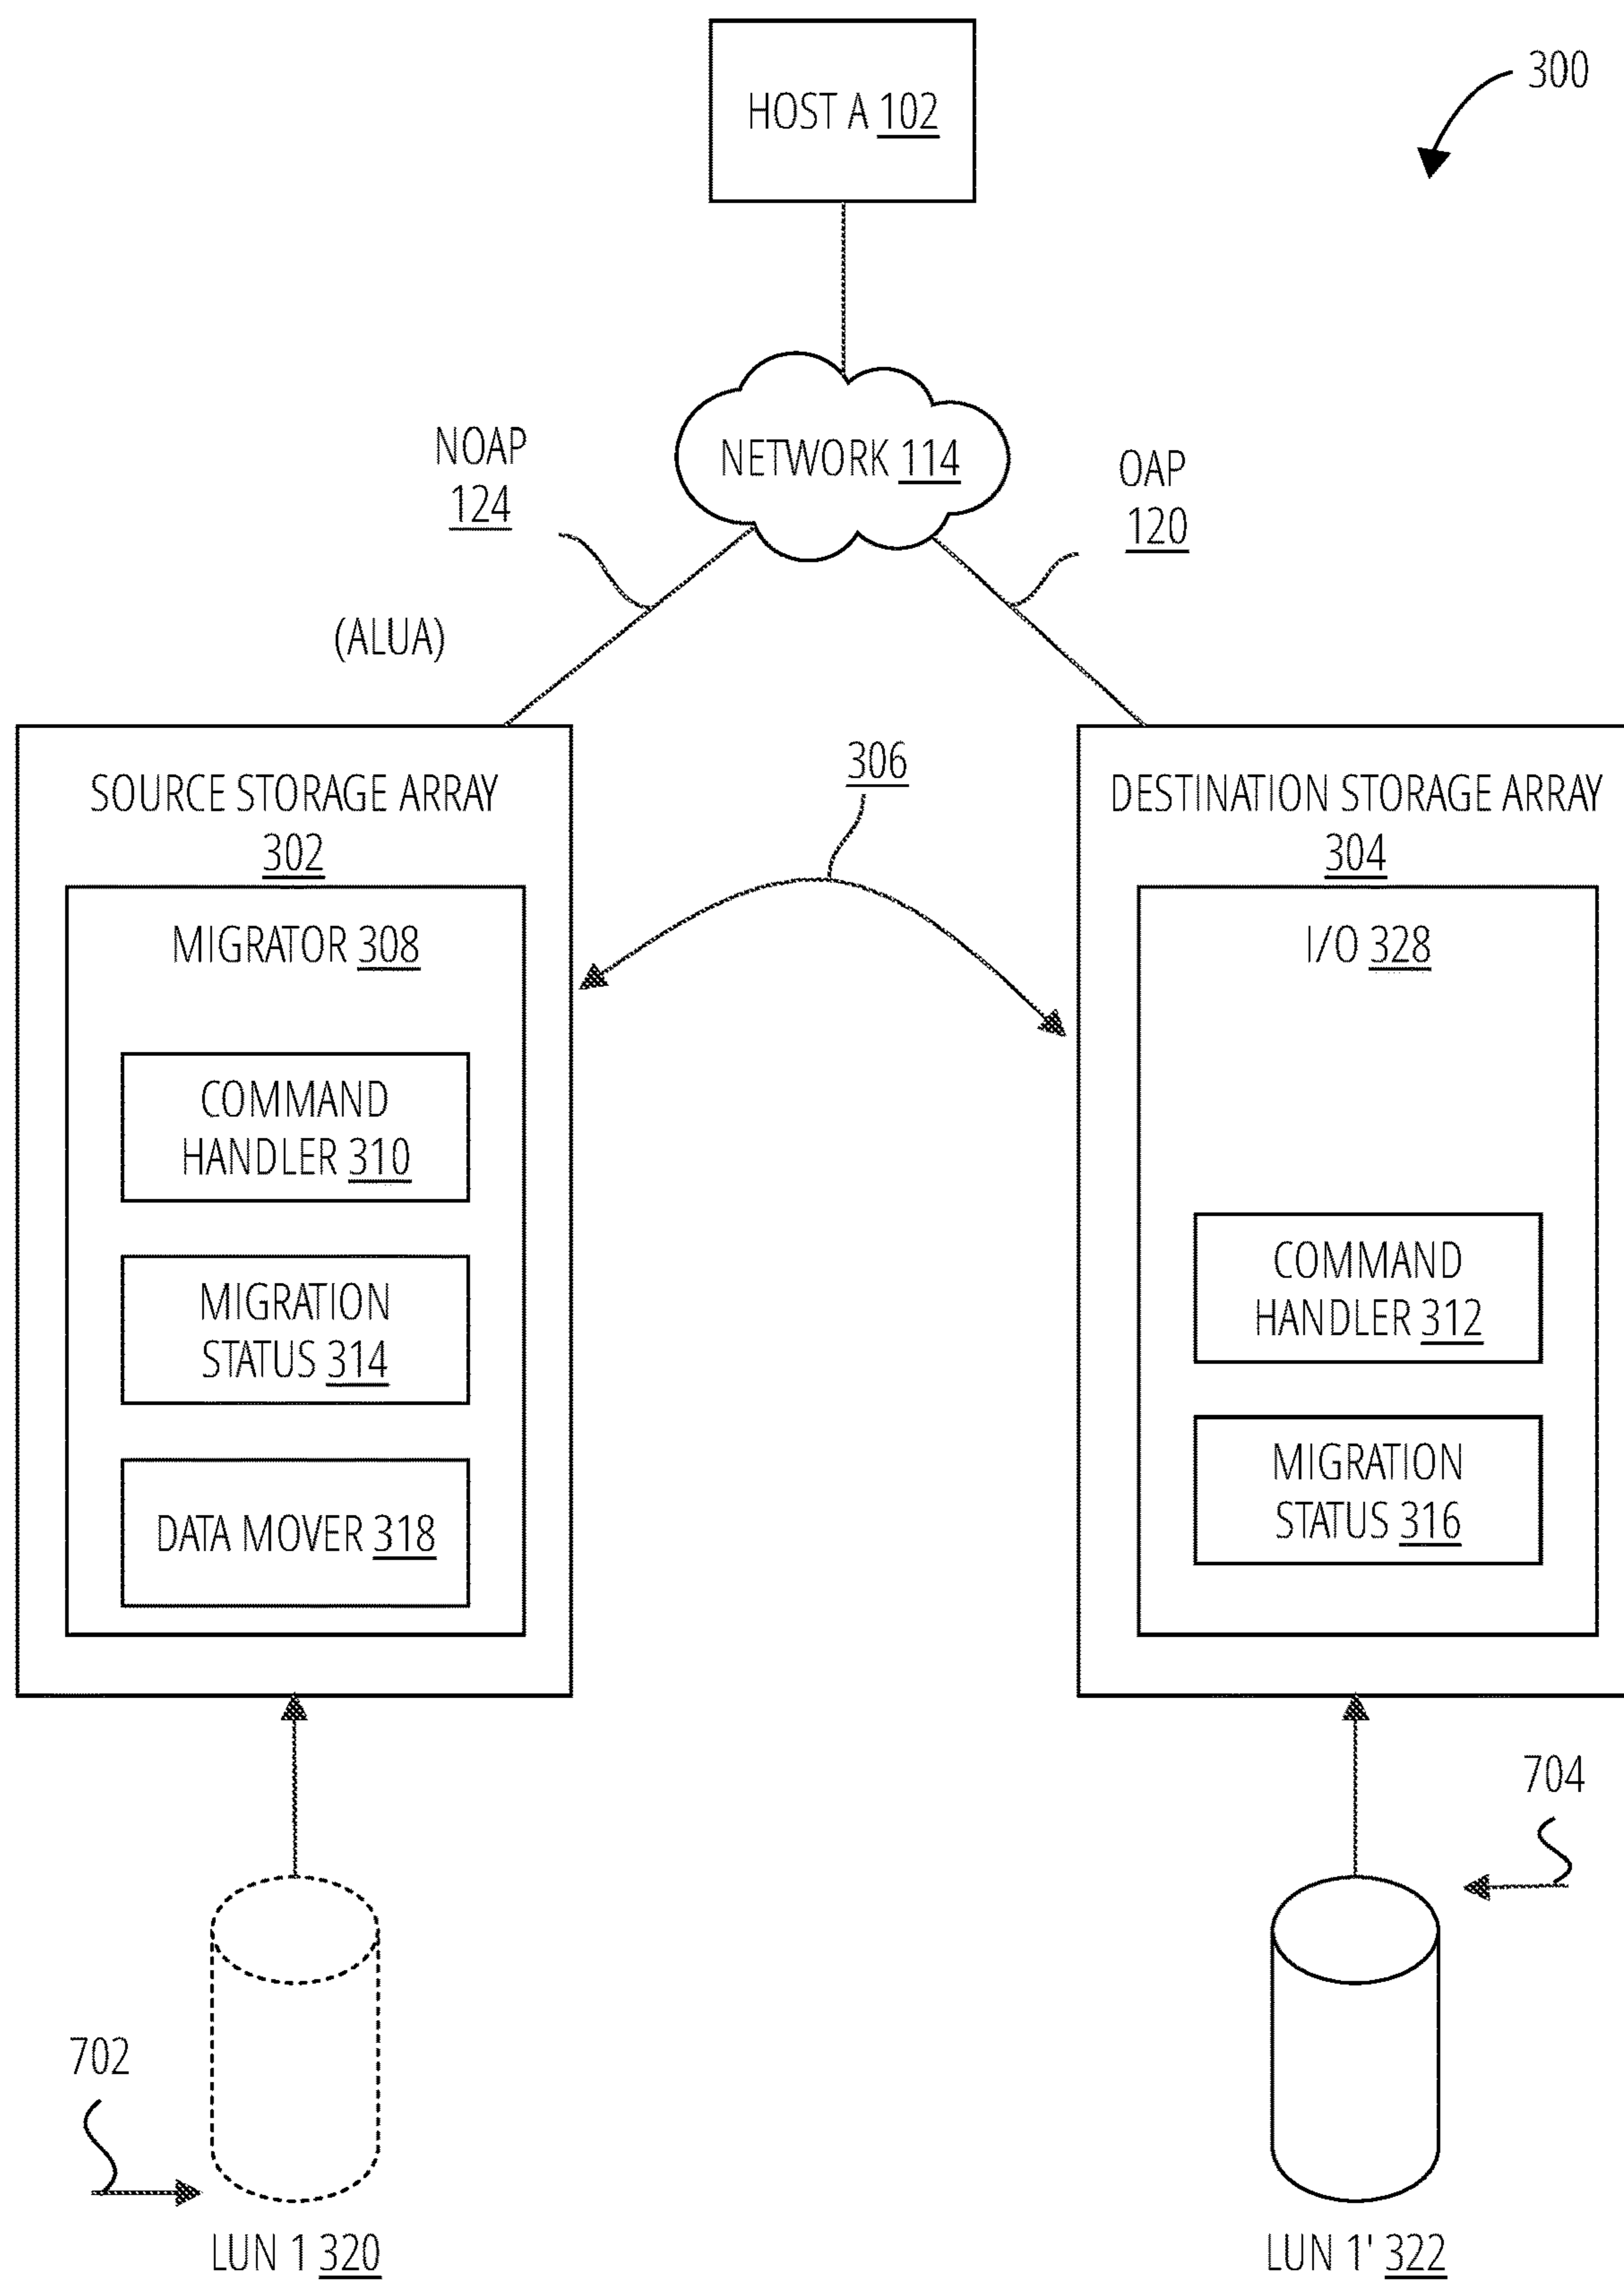 300
HOST A 102
NETWORK 114
NOAP
124
OAP
120
(ALUA)
306
SOURCE STORAGE ARRAY
302
MIGRATOR 308
COMMAND
HANDLER 310
MIGRATION
STATUS 314
DATA MOVER 318
DESTINATION STORAGE ARRAY
304
I/O 328
COMMAND
HANDLER 312
MIGRATION
STATUS 316
704
702
LUN 1 320
LUN 1' 322